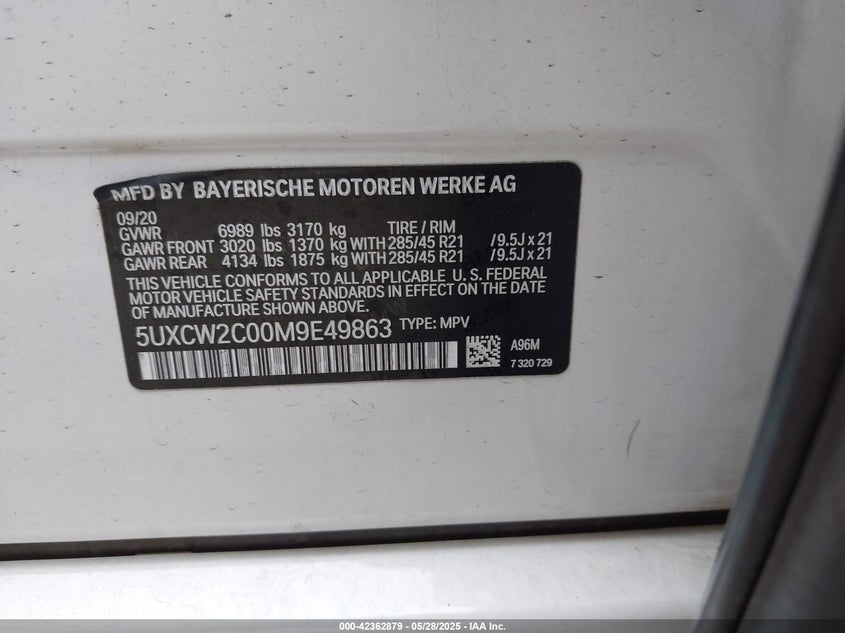 MFD BY BAYERISCHE MOTOREN WERKE AG
09/20
GVWR 6989 lbs 3170 kg TIRE / RIM
GAWR FRONT 3020 lbs 1370 kg WITH 285/45 R21 / 9.5J x 21
GAWR REAR 4134 lbs 1875 kg WITH 285/45 R21 / 9.5J x 21
THIS VEHICLE CONFORMS TO ALL APPLICABLE U. S. FEDERAL
MOTOR VEHICLE SAFETY STANDARDS IN EFFECT ON THE DATE
OF MANUFACTURE SHOWN ABOVE.
5UXCW2C00M9E49863 TYPE: MPV
A96M
7 320 729
000-42362879 - 05/28/2025 - IAA Inc.